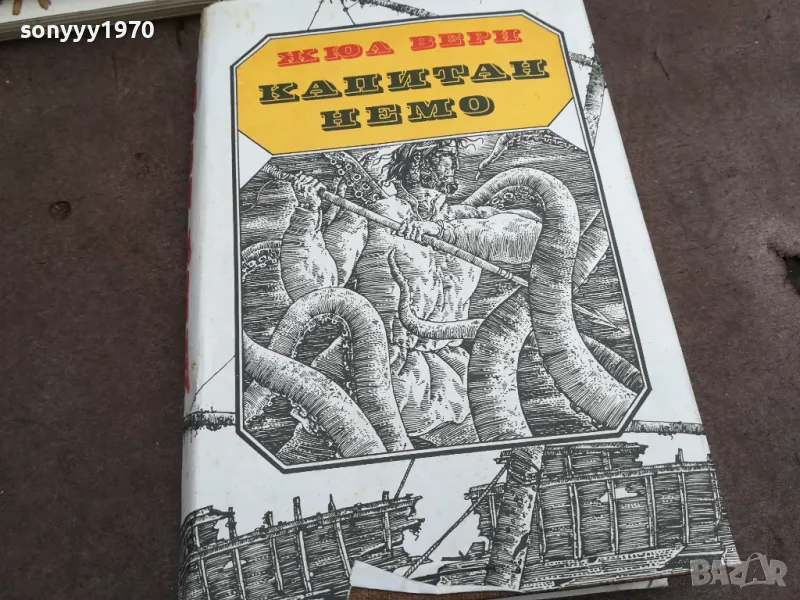 sonyyy1970
ЖЮЛ ВЕРН
КАПИТАН
НЕМО
BAZAR